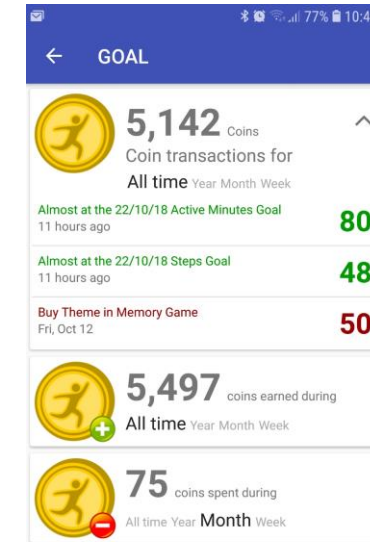 77% 10:4
GOAL
5,142 Coins
Coin transactions for
All time Year Month Week
Almost at the 22/10/18 Active Minutes Goal
11 hours ago
80
Almost at the 22/10/18 Steps Goal
11 hours ago
48
Buy Theme in Memory Game
Fri, Oct 12
50
5,497 coins earned during
All time Year Month Week
75 coins spent during
All time Year Month Week